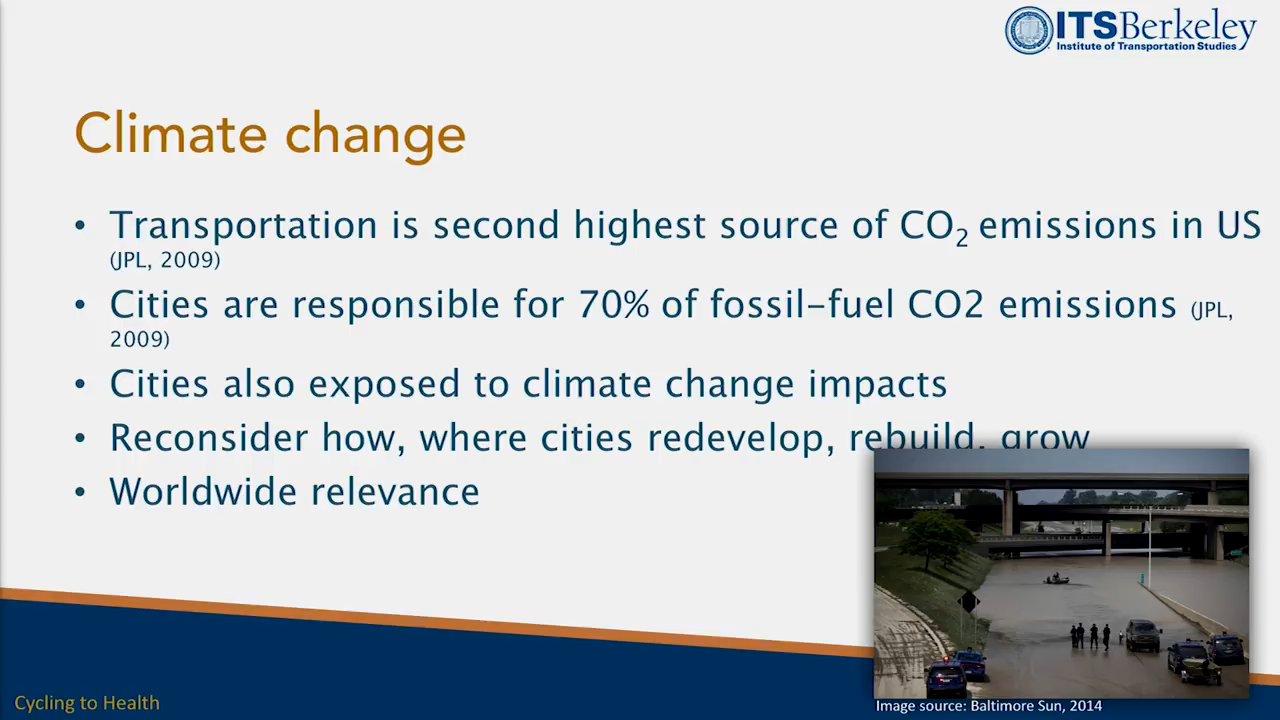 ITSBerkeley
Institute of Transportation Studies
Climate change
• Transportation is second highest source of CO₂ emissions in US
(JPL, 2009)
• Cities are responsible for 70% of fossil-fuel CO2 emissions (JPL,
2009)
• Cities also exposed to climate change impacts
• Reconsider how, where cities redevelop, rebuild, grow
• Worldwide relevance
Cycling to Health
Image source: Baltimore Sun, 2014